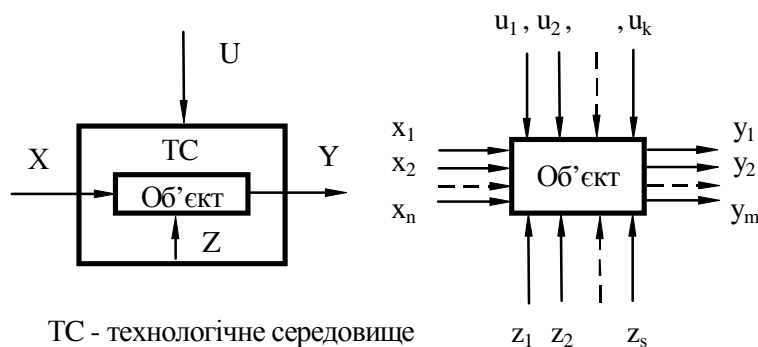 U
X
ТС
Y
Об’єкт
Z
u1 , u2 , , uk
x1
x2
xn
Об’єкт
y1
y2
ym
z1 z2 zs
ТС - технологічне середовище